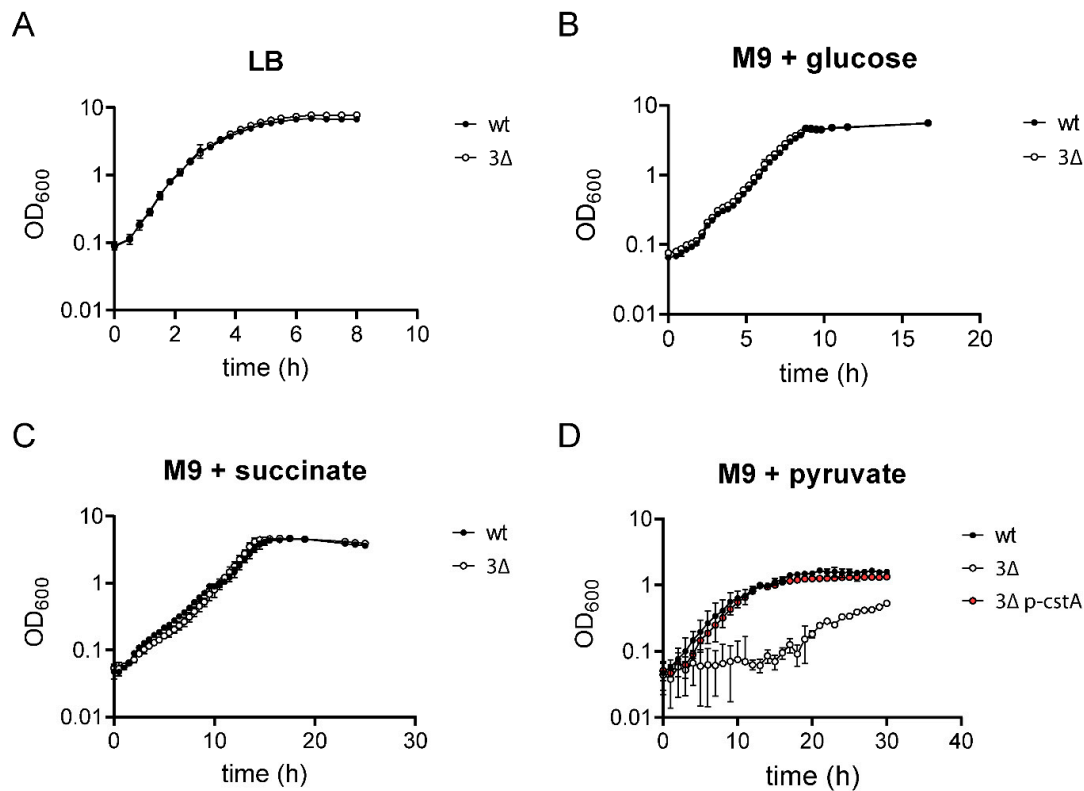 A
LB
OD600
10
1
0.1
0.01
0 2 4 6 8 10
time (h)
wt
3Δ
B
M9 + glucose
OD600
10
1
0.1
0.01
0 5 10 15 20
time (h)
wt
3Δ
C
M9 + succinate
OD600
10
1
0.1
0.01
0 10 20 30
time (h)
wt
3Δ
D
M9 + pyruvate
OD600
10
1
0.1
0.01
0 10 20 30 40
time (h)
wt
3Δ
3Δ p-cstA